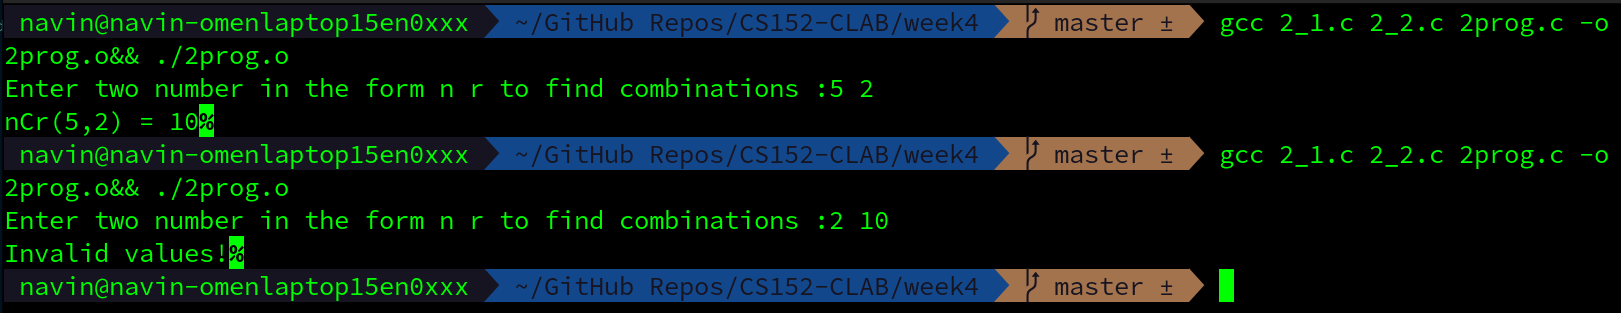 navin@navin-omenlaptop15en0xxx ~/GitHub Repos/CS152-CLAB/week4 master ± gcc 2_1.c 2_2.c 2prog.c -o
2prog.o&& ./2prog.o
Enter two number in the form n r to find combinations :5 2
nCr(5,2) = 10%
navin@navin-omenlaptop15en0xxx ~/GitHub Repos/CS152-CLAB/week4 master ± gcc 2_1.c 2_2.c 2prog.c -o
2prog.o&& ./2prog.o
Enter two number in the form n r to find combinations :2 10
Invalid values!%
navin@navin-omenlaptop15en0xxx ~/GitHub Repos/CS152-CLAB/week4 master ±